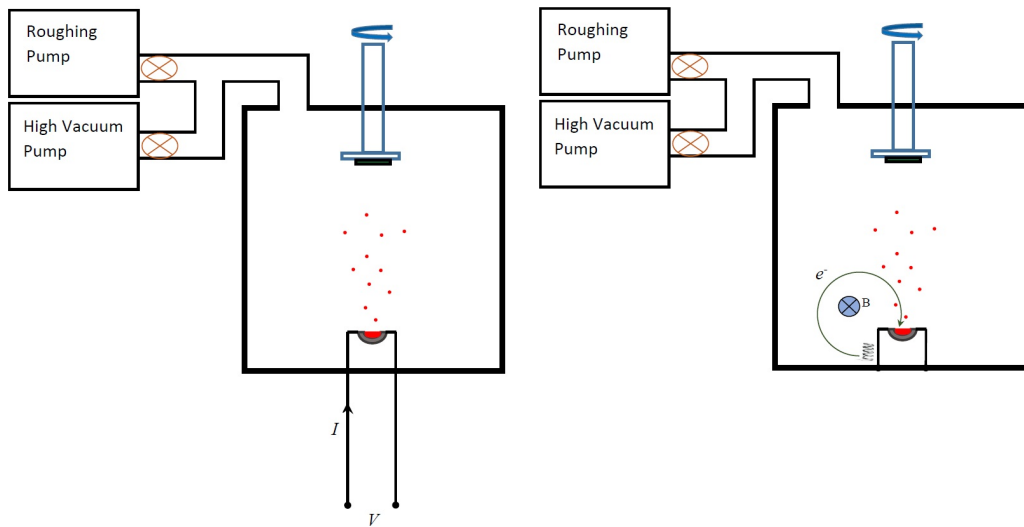 Roughing
Pump
High Vacuum
Pump
I
V
Roughing
Pump
High Vacuum
Pump
e-
B